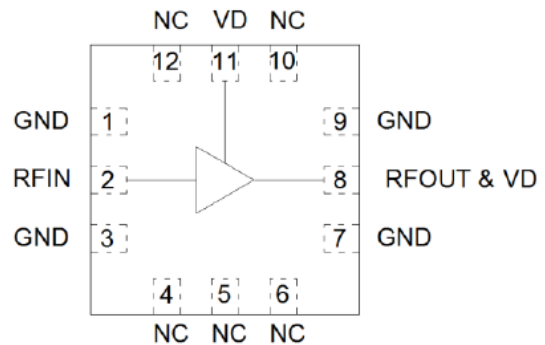 NC VD NC
12 11 10
GND 1 9 GND
RFIN 2 8 RFOUT & VD
GND 3 7 GND
4 5 6
NC NC NC